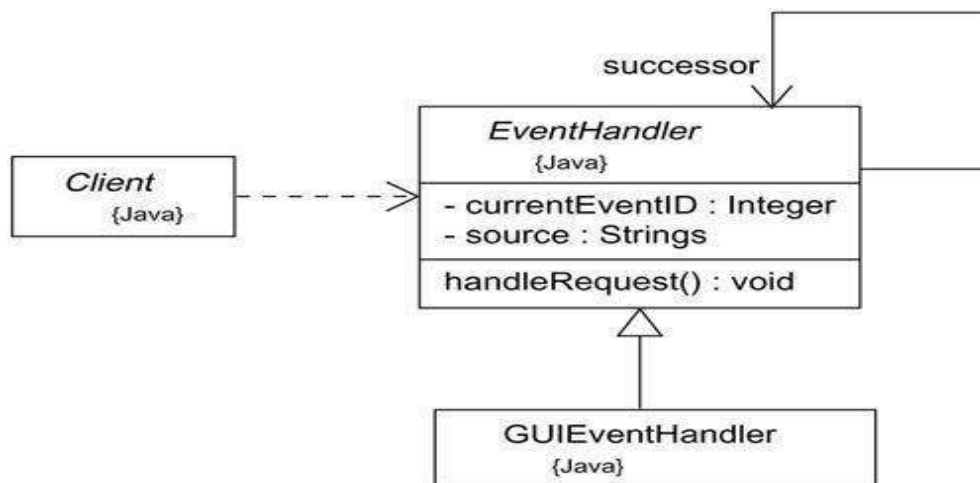 successor
EventHandler
{Java}
Client
{Java}
- currentEventID : Integer
- source : Strings
handleRequest() : void
GUIEventHandler
{Java}